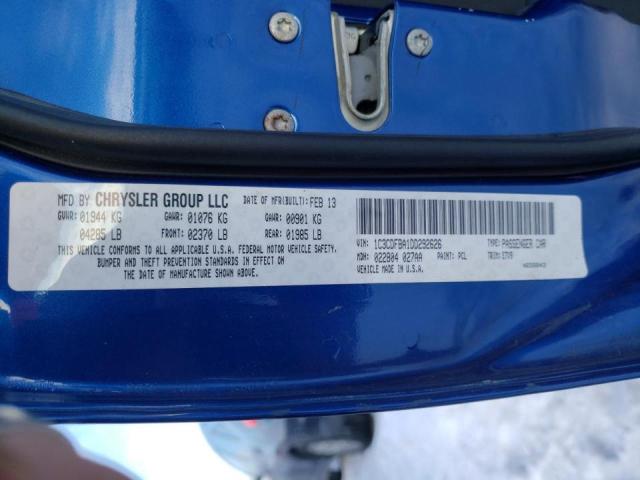 MFD BY CHRYSLER GROUP LLC DATE OF MFR(BUILT): FEB 13
GVWR: 01944 KG GAWR: 01076 KG GAWR: 00901 KG
04285 LB FRONT: 02370 LB REAR: 01985 LB
THIS VEHICLE CONFORMS TO ALL APPLICABLE U.S.A. FEDERAL MOTOR VEHICLE SAFETY,
BUMPER AND THEFT PREVENTION STANDARDS IN EFFECT ON
THE DATE OF MANUFACTURE SHOWN ABOVE.
VIN: 1C3CDFBA1DD292626 TYPE: PASSENGER CAR
MDH: 022804 027AA PAINT: PCL TRIM: E7V9
VEHICLE MADE IN U.S.A.